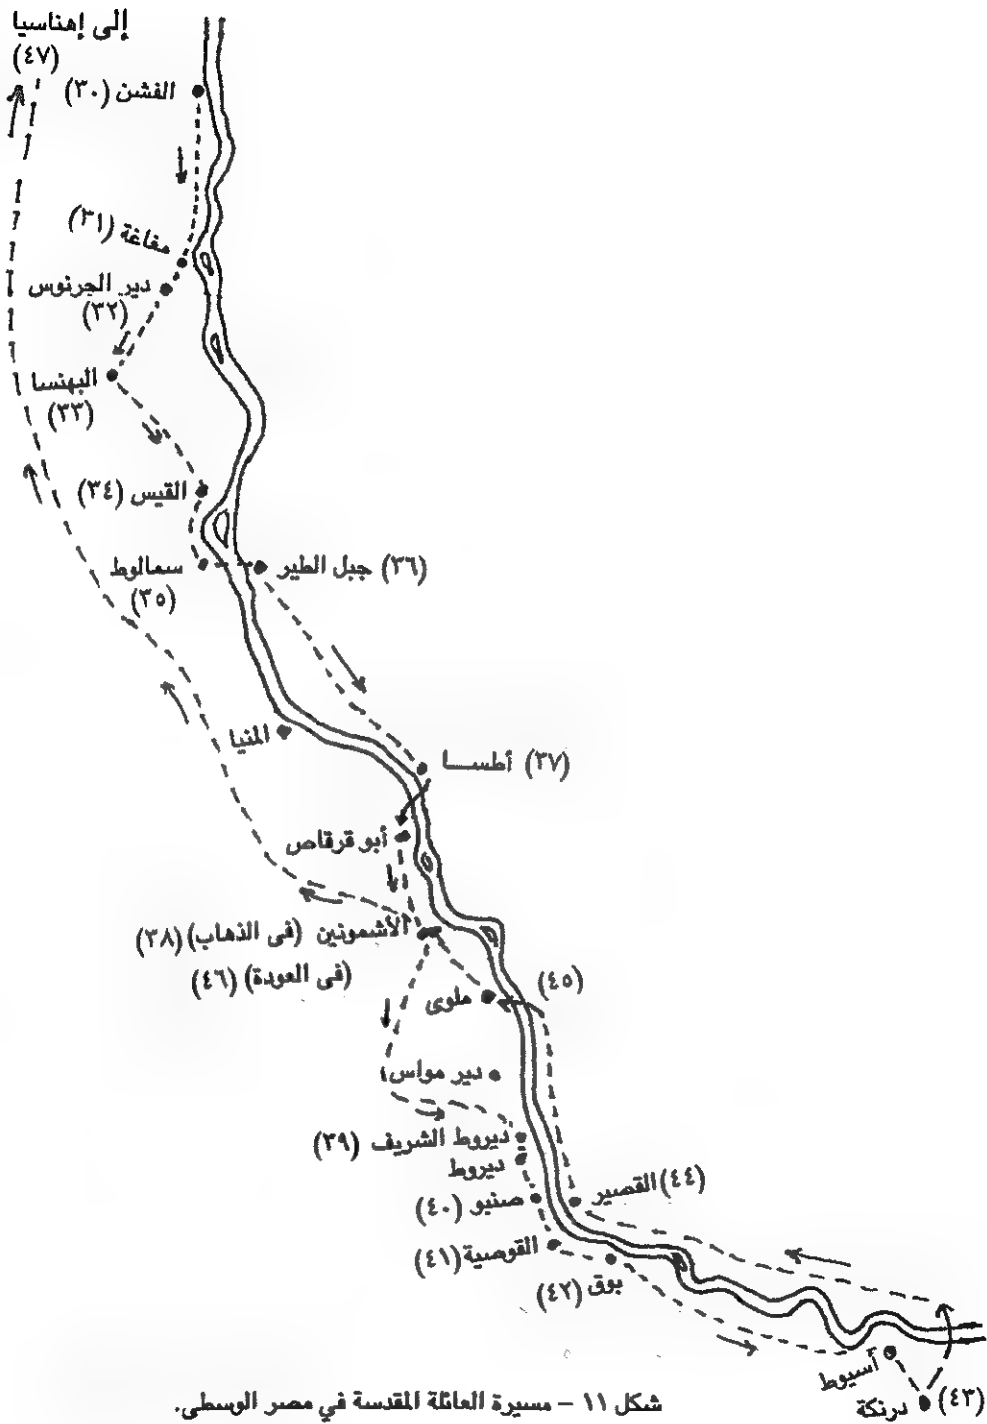 إلى إهناسيا
(٤٧)
الفشن (٣٠)
مغاغة (٣١)
دير الجرنوس
(٣٢)
البهنسا
(٣٣)
القيس (٣٤)
سمالوط
(٣٥)
جبل الطير (٣٦)
المنيا
أطسا (٣٧)
أبو قرقاص
الأشمونين (فى الذهاب) (٣٨)
(فى العودة) (٤٦)
(٤٥)
ملوى
دير مواس
ديروط الشريف (٣٩)
ديروط
صنبو (٤٠)
القصير (٤٤)
القوصية (٤١)
بوق (٤٢)
أسيوط
درنكة (٤٣)
شكل ١١ – مسيرة العائلة المقدسة في مصر الوسطى.